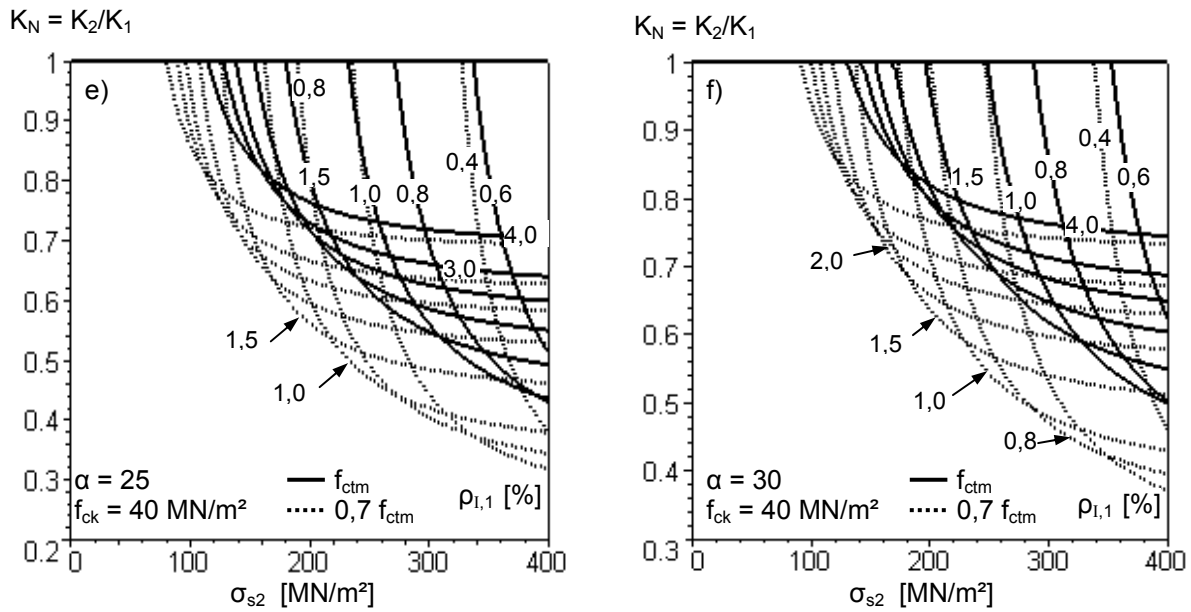 K_N = K_2/K_1
1
e)
0.9
0,8
0.8
1,5
1,0
0,8
0,4
0,6
0.7
4,0
3,0
0.6
1,5
0.5
1,0
0.4
0.3
α = 25
f_ck = 40 MN/m²
f_ctm
0,7 f_ctm
ρ_I,1 [%]
0.2
0
100
200
300
400
σ_s2 [MN/m²]
K_N = K_2/K_1
1
f)
0.9
0,4
0.8
1,5
1,0
0,8
0,6
4,0
0.7
2,0
0.6
1,5
1,0
0.5
0,8
0.4
α = 30
f_ck = 40 MN/m²
f_ctm
0,7 f_ctm
ρ_I,1 [%]
0.3
0
100
200
300
400
σ_s2 [MN/m²]